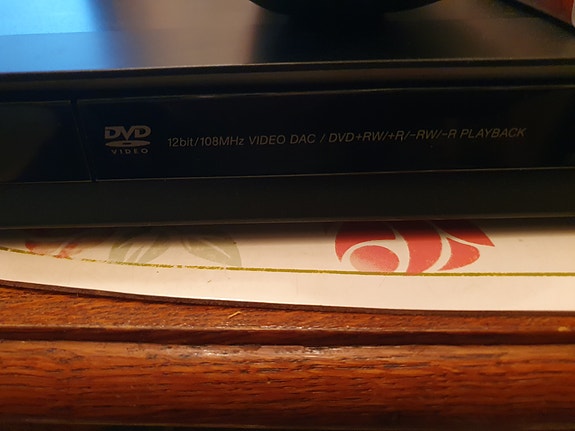 DVD
VIDEO
12bit/108MHz VIDEO DAC / DVD+RW/+R/-RW/-R PLAYBACK